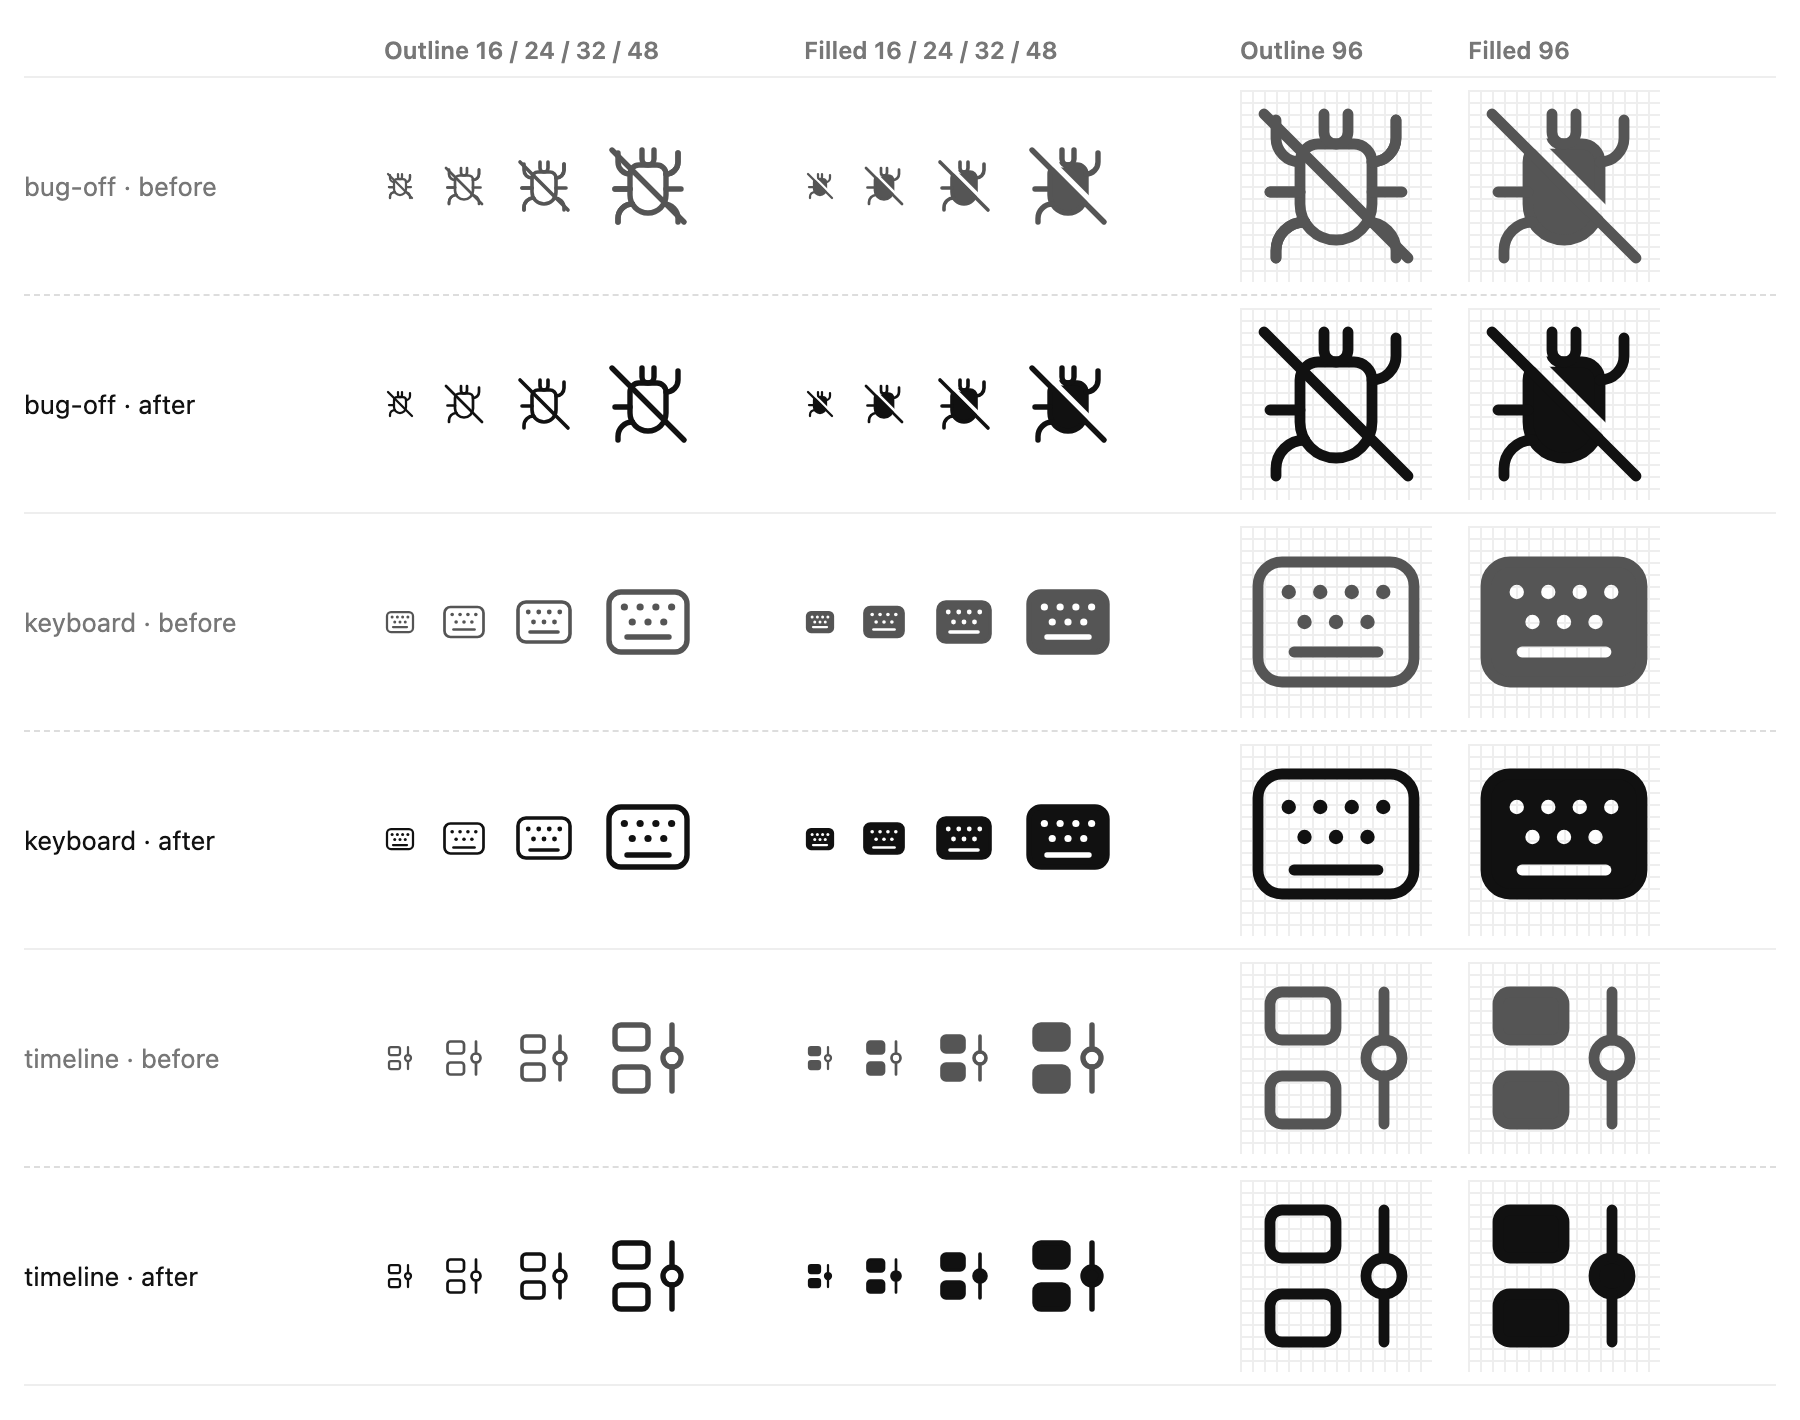 Outline 16 / 24 / 32 / 48 Filled 16 / 24 / 32 / 48 Outline 96 Filled 96
bug-off · before
bug-off · after
keyboard · before
keyboard · after
timeline · before
timeline · after